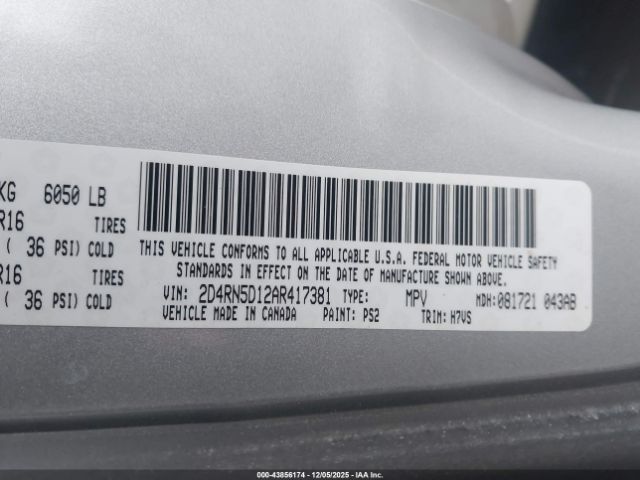 KG 6050 LB
R16 TIRES
( 36 PSI) COLD
R16 TIRES
( 36 PSI) COLD
THIS VEHICLE CONFORMS TO ALL APPLICABLE U.S.A. FEDERAL MOTOR VEHICLE SAFETY
STANDARDS IN EFFECT ON THE DATE OF MANUFACTURE SHOWN ABOVE.
VIN: 2D4RN5D12AR417381 TYPE: MPV MDH: 081721 043AB
VEHICLE MADE IN CANADA PAINT: PS2 TRIM: H7VS
000-43856174 | 12/05/2025 | IAA Inc.